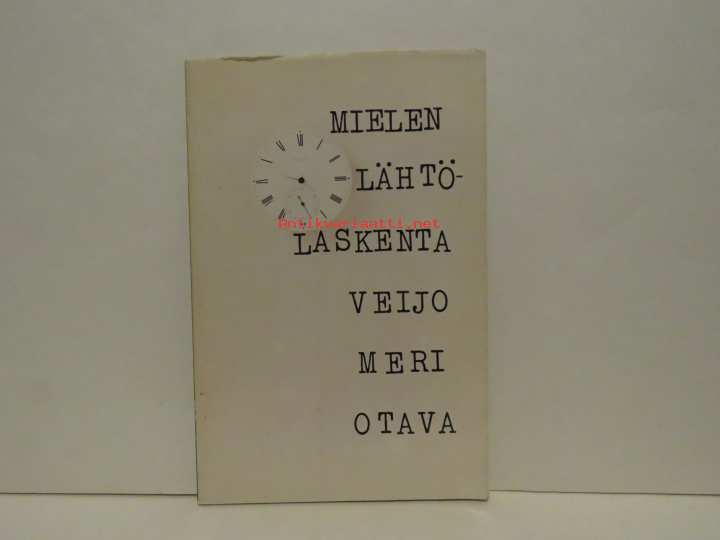 MIELEN
LÄHTÖ-
Antikvariaatti.net
LASKENTA
VEIJO
MERI
OTAVA